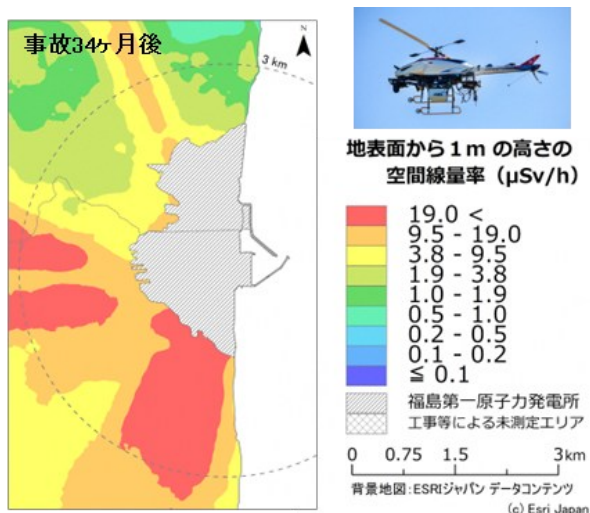 事故34ヶ月後
N
3 km
地表面から1mの高さの
空間線量率（μSv/h）
19.0 <
9.5 - 19.0
3.8 - 9.5
1.9 - 3.8
1.0 - 1.9
0.5 - 1.0
0.2 - 0.5
0.1 - 0.2
≦ 0.1
福島第一原子力発電所
工事等による未測定エリア
0 0.75 1.5 3km
背景地図:ESRIジャパン データコンテンツ
(c) Esri Japan